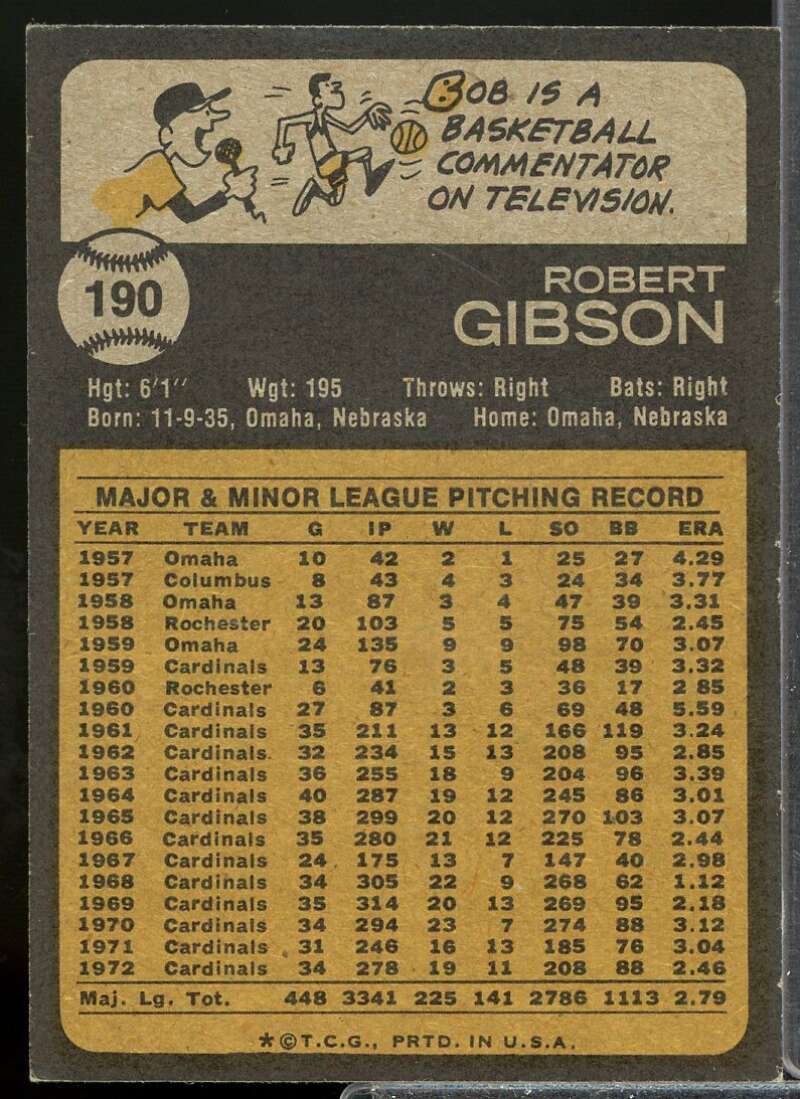 BOB IS A
BASKETBALL
COMMENTATOR
ON TELEVISION.
190
ROBERT
GIBSON
Hgt: 6'1" Wgt: 195 Throws: Right Bats: Right
Born: 11-9-35, Omaha, Nebraska Home: Omaha, Nebraska
MAJOR & MINOR LEAGUE PITCHING RECORD
YEAR TEAM G IP W L SO BB ERA
1957 Omaha 10 42 2 1 25 27 4.29
1957 Columbus 8 43 4 3 24 34 3.77
1958 Omaha 13 87 3 4 47 39 3.31
1958 Rochester 20 103 5 5 75 54 2.45
1959 Omaha 24 135 9 9 98 70 3.07
1959 Cardinals 13 76 3 5 48 39 3.32
1960 Rochester 6 41 2 3 36 17 2 85
1960 Cardinals 27 87 3 6 69 48 5.59
1961 Cardinals 35 211 13 12 166 119 3.24
1962 Cardinals. 32 234 15 13 208 95 2.85
1963 Cardinals 36 255 18 9 204 96 3.39
1964 Cardinals 40 287 19 12 245 86 3.01
1965 Cardinals 38 299 20 12 270 103 3.07
1966 Cardinals 35 280 21 12 225 78 2.44
1967 Cardinals 24 175 13 7 147 40 2.98
1968 Cardinals 34 305 22 9 268 62 1.12
1969 Cardinals 35 314 20 13 269 95 2.18
1970 Cardinals 34 294 23 7 274 88 3.12
1971 Cardinals 31 246 16 13 185 76 3.04
1972 Cardinals 34 278 19 11 208 88 2.46
Maj. Lg. Tot. 448 3341 225 141 2786 1113 2.79
*©T.C.G., PRTD. IN U.S.A.